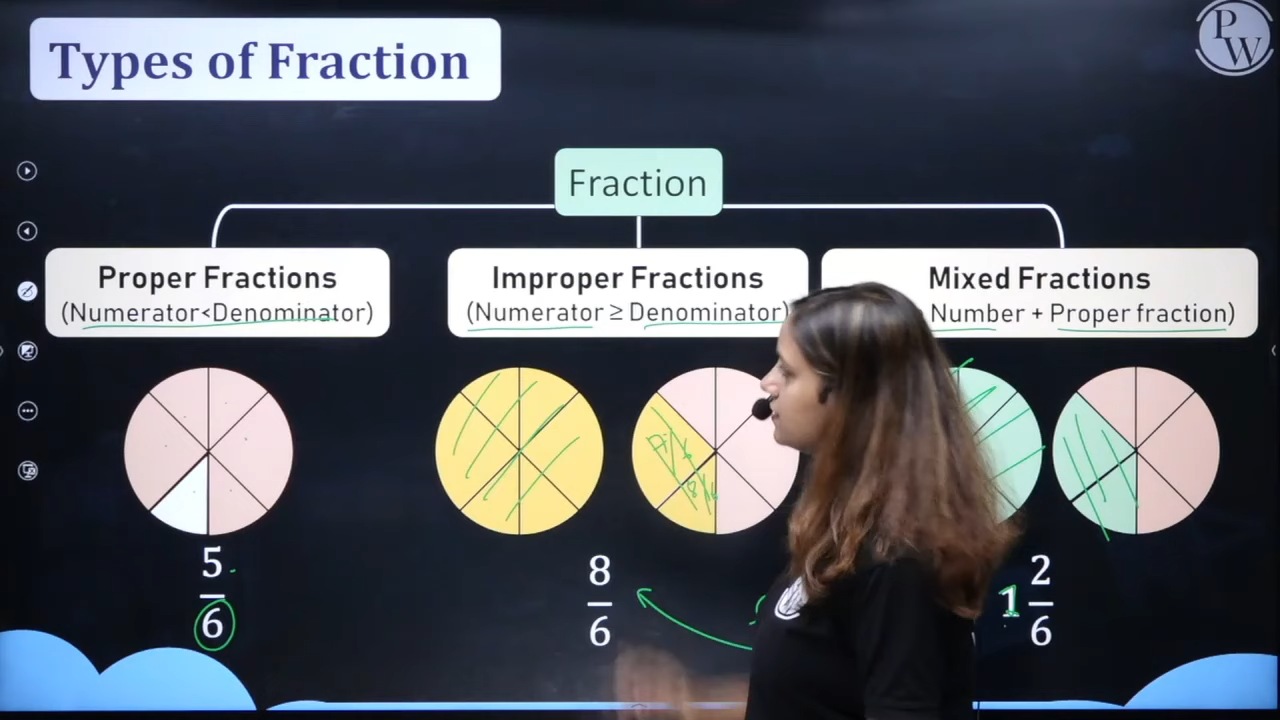 Types of Fraction
PW
Fraction
Proper Fractions
(Numerator<Denominator)
Improper Fractions
(Numerator ≥ Denominator)
Mixed Fractions
Number + Proper fraction)
5
6
8
6
1 2
6